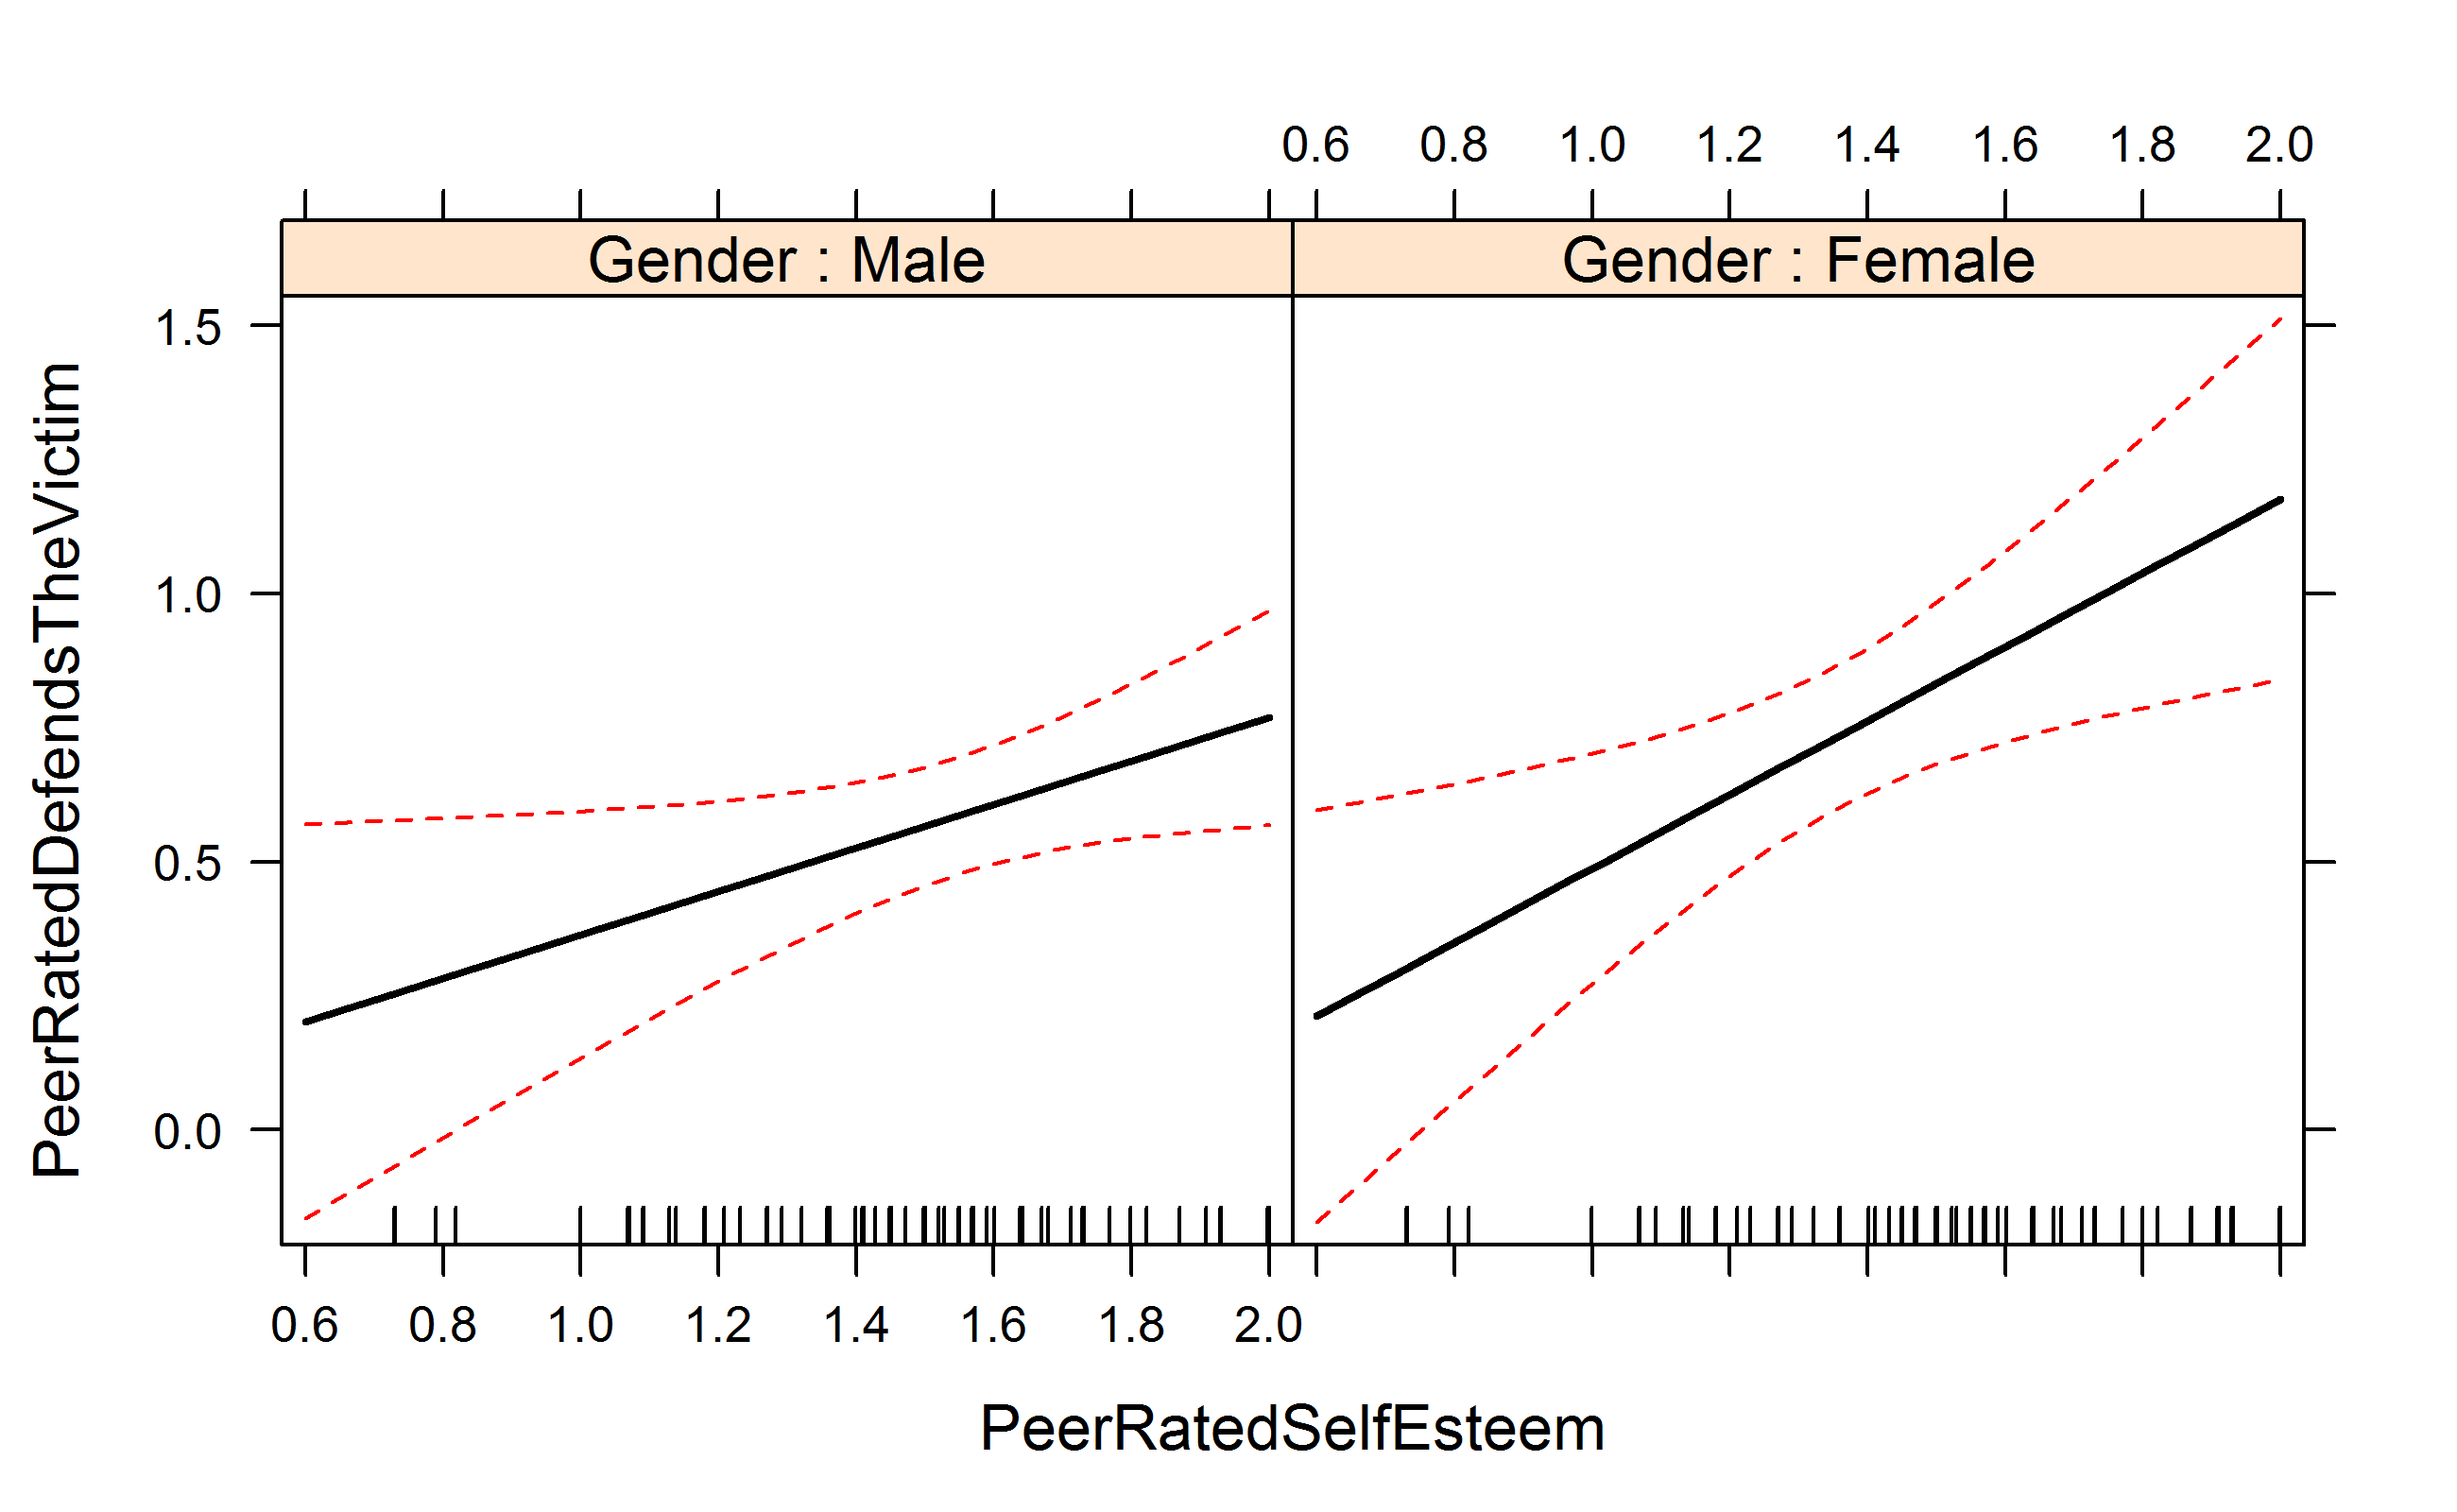 0.6 0.8 1.0 1.2 1.4 1.6 1.8 2.0
Gender : Male
Gender : Female
PeerRatedDefendsTheVictim
1.5
1.0
0.5
0.0
0.6 0.8 1.0 1.2 1.4 1.6 1.8 2.0
PeerRatedSelfEsteem